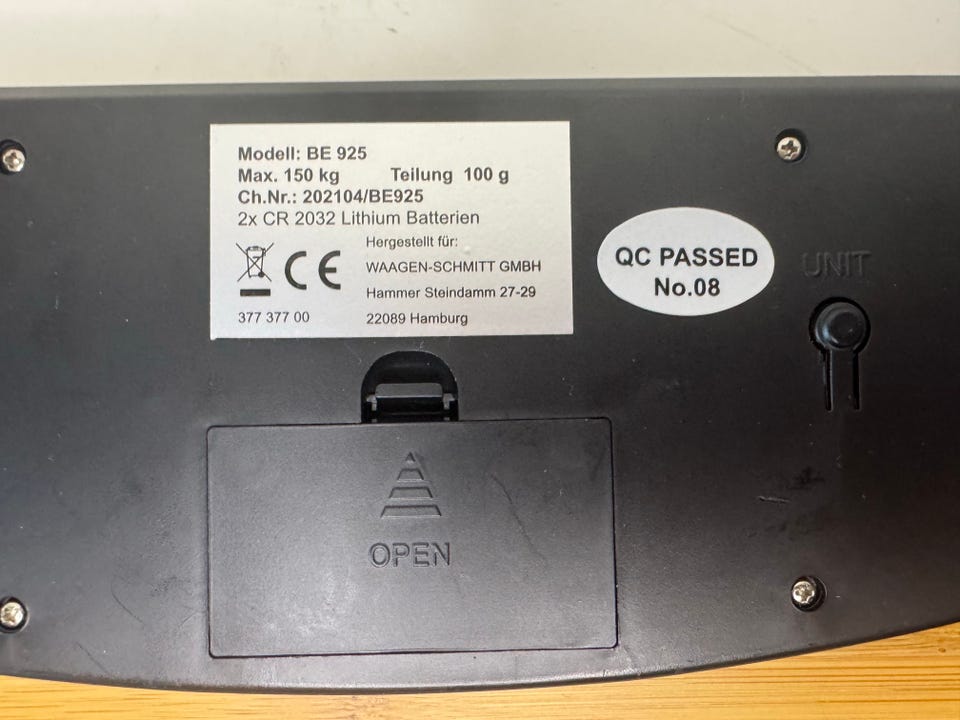 Modell: BE 925
Max. 150 kg Teilung 100 g
Ch.Nr.: 202104/BE925
2x CR 2032 Lithium Batterien
CE
Hergestellt für:
WAAGEN-SCHMITT GMBH
Hammer Steindamm 27-29
377 377 00 22089 Hamburg
QC PASSED
No.08
UNIT
OPEN